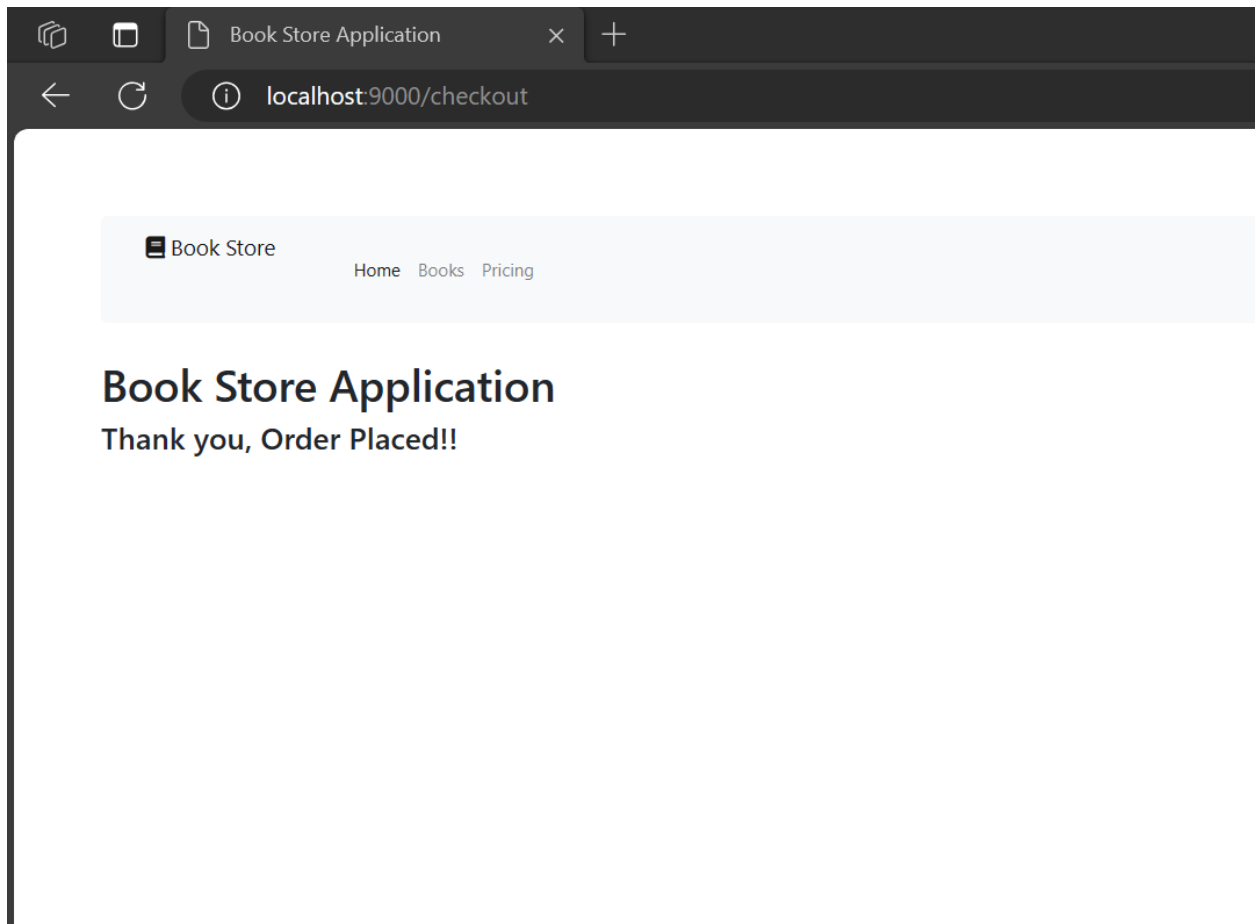 Book Store Application
localhost:9000/checkout
Book Store
Home Books Pricing
Book Store Application
Thank you, Order Placed!!